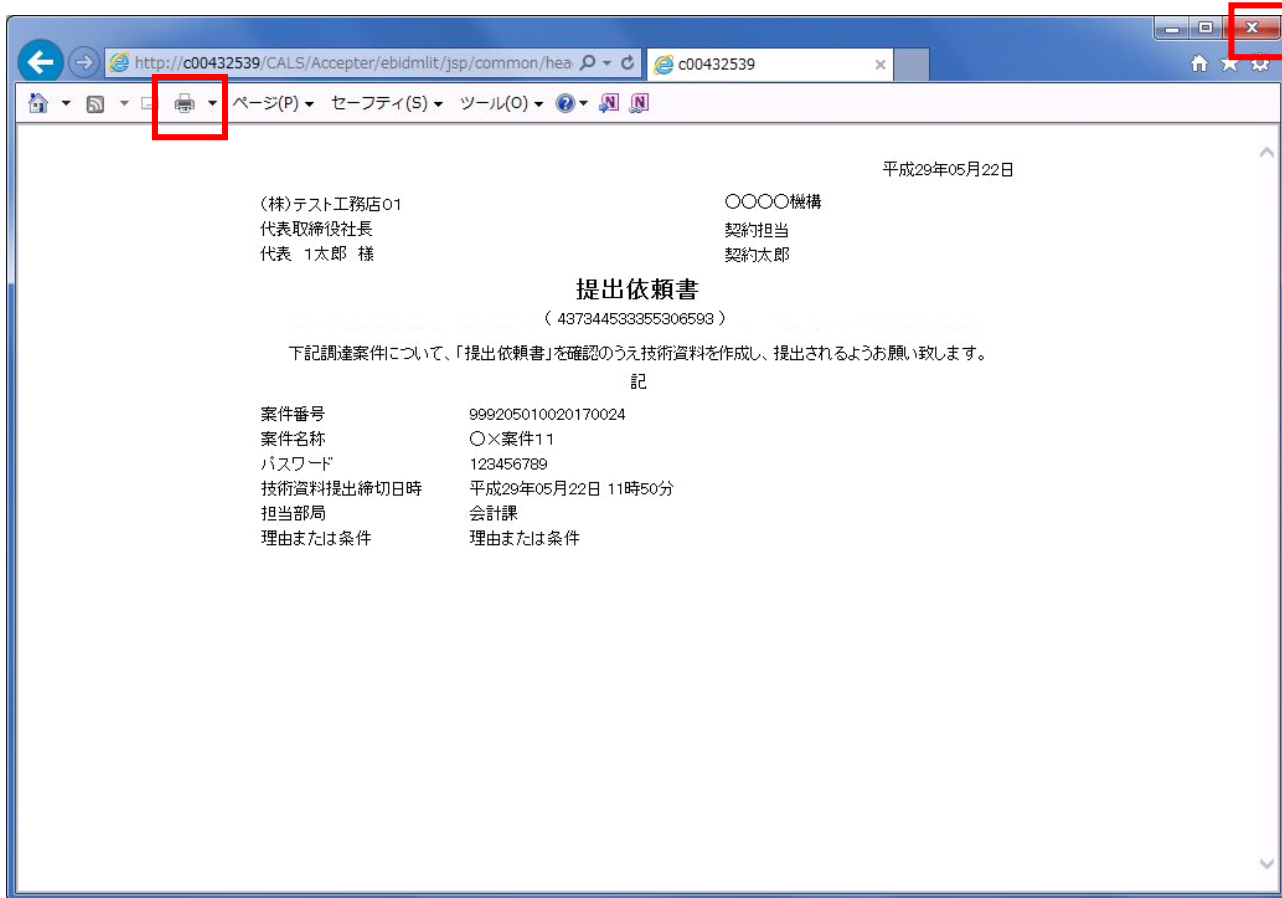 http://c00432539/CALS/Accepter/ebidmlit/jsp/common/hea
c00432539
ページ(P) セーフティ(S) ツール(O)
平成29年05月22日
(株)テスト工務店01
〇〇〇〇機構
代表取締役社長
契約担当
代表 1太郎 様
契約太郎
提出依頼書
( 437344533355306593 )
下記調達案件について、「提出依頼書」を確認のうえ技術資料を作成し、提出されるようお願い致します。
記
案件番号 999205010020170024
案件名称 〇×案件11
パスワード 123456789
技術資料提出締切日時 平成29年05月22日 11時50分
担当部局 会計課
理由または条件 理由または条件